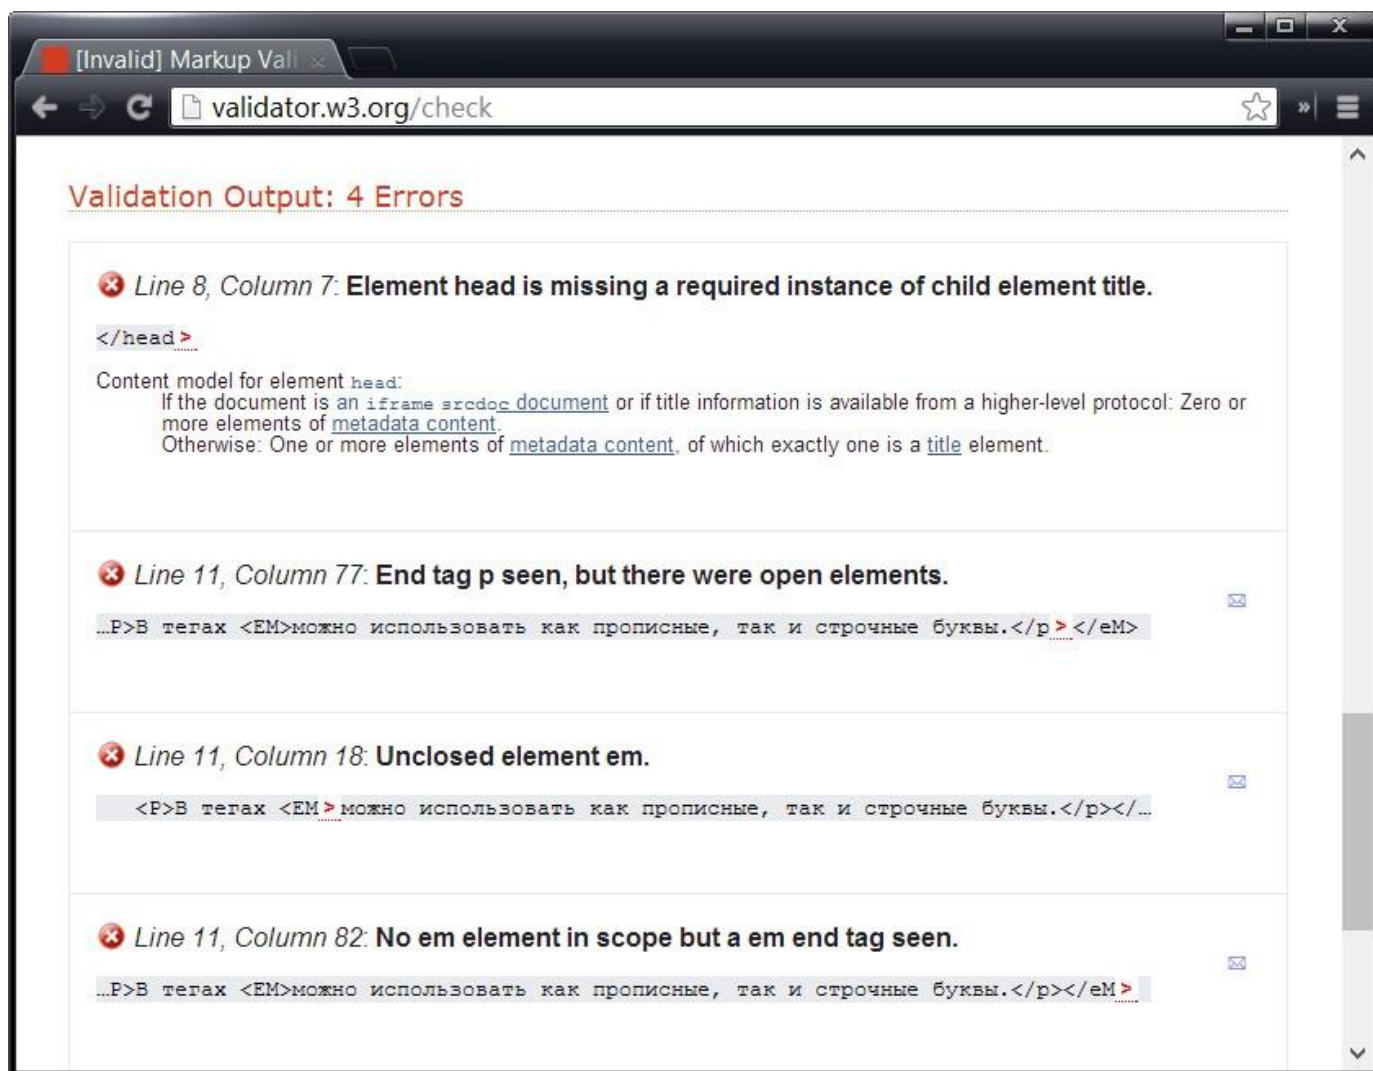 [Invalid] Markup Vali
validator.w3.org/check
Validation Output: 4 Errors
Line 8, Column 7: Element head is missing a required instance of child element title.
</head>
Content model for element head:
If the document is an iframe srcdoc document or if title information is available from a higher-level protocol: Zero or
more elements of metadata content.
Otherwise: One or more elements of metadata content, of which exactly one is a title element.
Line 11, Column 77: End tag p seen, but there were open elements.
…P>В тегах <EM>можно использовать как прописные, так и строчные буквы.</p></eM>
Line 11, Column 18: Unclosed element em.
<P>В тегах <EM>можно использовать как прописные, так и строчные буквы.</p></…
Line 11, Column 82: No em element in scope but a em end tag seen.
…P>В тегах <EM>можно использовать как прописные, так и строчные буквы.</p></eM>